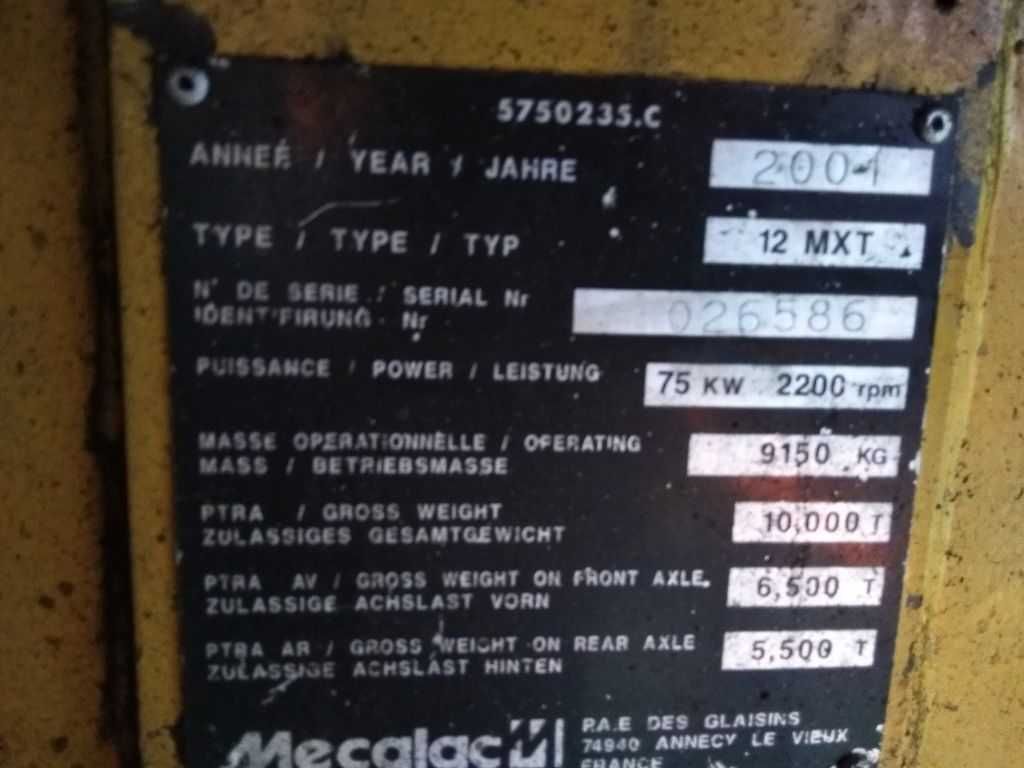 5750235.C
ANNEE / YEAR / JAHRE 2001
TYPE / TYPE / TYP 12 MXT
N° DE SERIE / SERIAL Nr 026586
IDENTIFIRUNG - Nr
PUISSANCE / POWER / LEISTUNG 75 KW 2200 rpm
MASSE OPERATIONNELLE / OPERATING 9150 KG
MASS / BETRIEBSMASSE
PTRA / GROSS WEIGHT 10,000 T
ZULASSIGES GESAMTGEWICHT
PTRA AV / GROSS WEIGHT ON FRONT AXLE 6,500 T
ZULASSIGE ACHSLAST VORN
PTRA AR / GROSS WEIGHT ON REAR AXLE 5,500 T
ZULASSIGE ACHSLAST HINTEN
Mecalac P.A.E DES GLAISINS
74940 ANNECY LE VIEUX
FRANCE